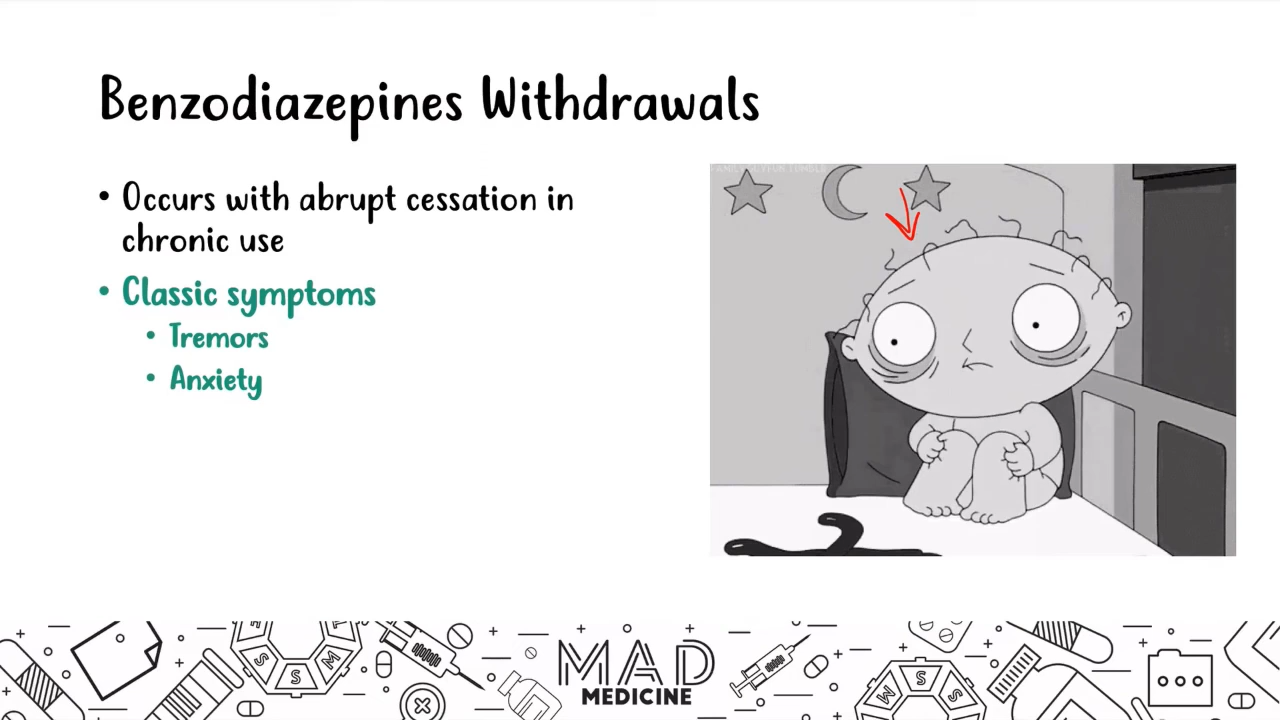 Benzodiazepines Withdrawals
• Occurs with abrupt cessation in
chronic use
• Classic symptoms
• Tremors
• Anxiety
MAD
MEDICINE
S
S
M
M
S
S